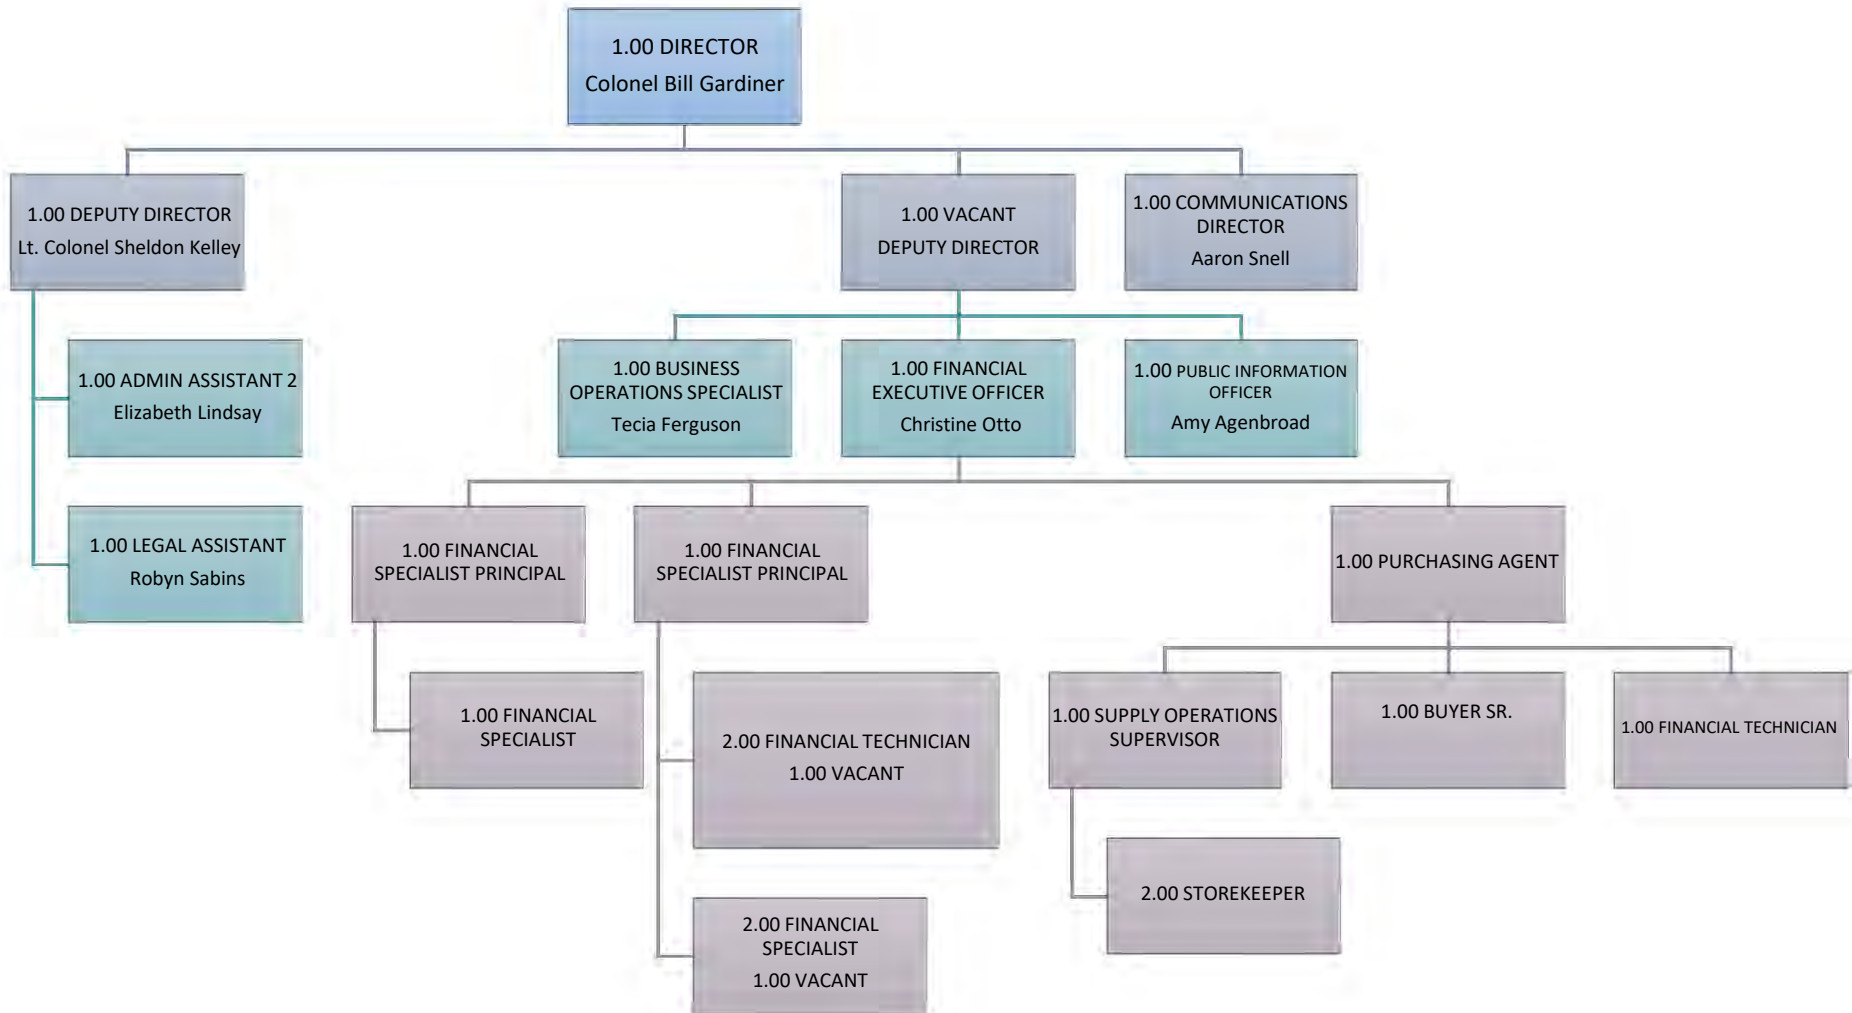 1.00 DIRECTOR
Colonel Bill Gardiner
1.00 DEPUTY DIRECTOR
Lt. Colonel Sheldon Kelley
1.00 VACANT
DEPUTY DIRECTOR
1.00 COMMUNICATIONS
DIRECTOR
Aaron Snell
1.00 ADMIN ASSISTANT 2
Elizabeth Lindsay
1.00 BUSINESS
OPERATIONS SPECIALIST
Tecia Ferguson
1.00 FINANCIAL
EXECUTIVE OFFICER
Christine Otto
1.00 PUBLIC INFORMATION
OFFICER
Amy Agenbroad
1.00 LEGAL ASSISTANT
Robyn Sabins
1.00 FINANCIAL
SPECIALIST PRINCIPAL
1.00 FINANCIAL
SPECIALIST PRINCIPAL
1.00 PURCHASING AGENT
1.00 FINANCIAL
SPECIALIST
2.00 FINANCIAL TECHNICIAN
1.00 VACANT
1.00 SUPPLY OPERATIONS
SUPERVISOR
1.00 BUYER SR.
1.00 FINANCIAL TECHNICIAN
2.00 STOREKEEPER
2.00 FINANCIAL
SPECIALIST
1.00 VACANT